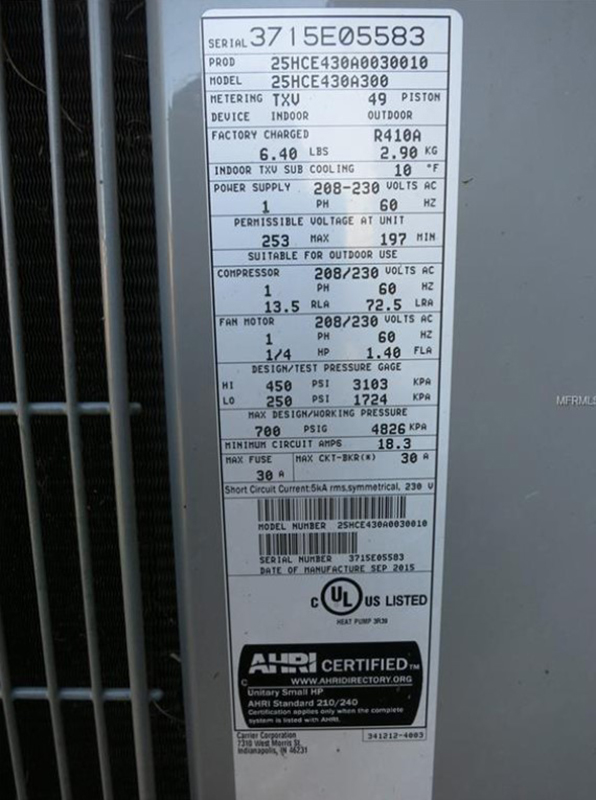 SERIAL 3715E05583
PROD 25HCE430A0030010
MODEL 25HCE430A300
METERING TXV 49 PISTON
DEVICE INDOOR OUTDOOR
FACTORY CHARGED R410A
6.40 LBS 2.90 KG
INDOOR TXV SUB COOLING 10 °F
POWER SUPPLY 208-230 VOLTS AC
1 PH 60 HZ
PERMISSIBLE VOLTAGE AT UNIT
253 MAX 197 MIN
SUITABLE FOR OUTDOOR USE
COMPRESSOR 208/230 VOLTS AC
1 PH 60 HZ
13.5 RLA 72.5 LRA
FAN MOTOR 208/230 VOLTS AC
1 PH 60 HZ
1/4 HP 1.40 FLA
DESIGN/TEST PRESSURE GAGE
HI 450 PSI 3103 KPA
LO 250 PSI 1724 KPA
MAX DESIGN/WORKING PRESSURE
700 PSIG 4826 KPA
MINIMUM CIRCUIT AMPS 18.3
MAX FUSE MAX CKT-BKR(*) 30 A
30 A
Short Circuit Current:5kA rms,symmetrical, 230 V
MODEL NUMBER 25HCE430A0030010
SERIAL NUMBER 3715E05583
DATE OF MANUFACTURE SEP 2015
C UL US LISTED
HEAT PUMP 3R38
AHRI CERIFIED™
C WWW.AHRIDIRECTORY.ORG
Unitary Small HP
AHRI Standard 210/240
Certification applies only when the complete
system is listed with AHRI.
Carrier Corporation
7310 West Morris St.
Indianapolis, IN 46231
341212-4003
MFRMLS